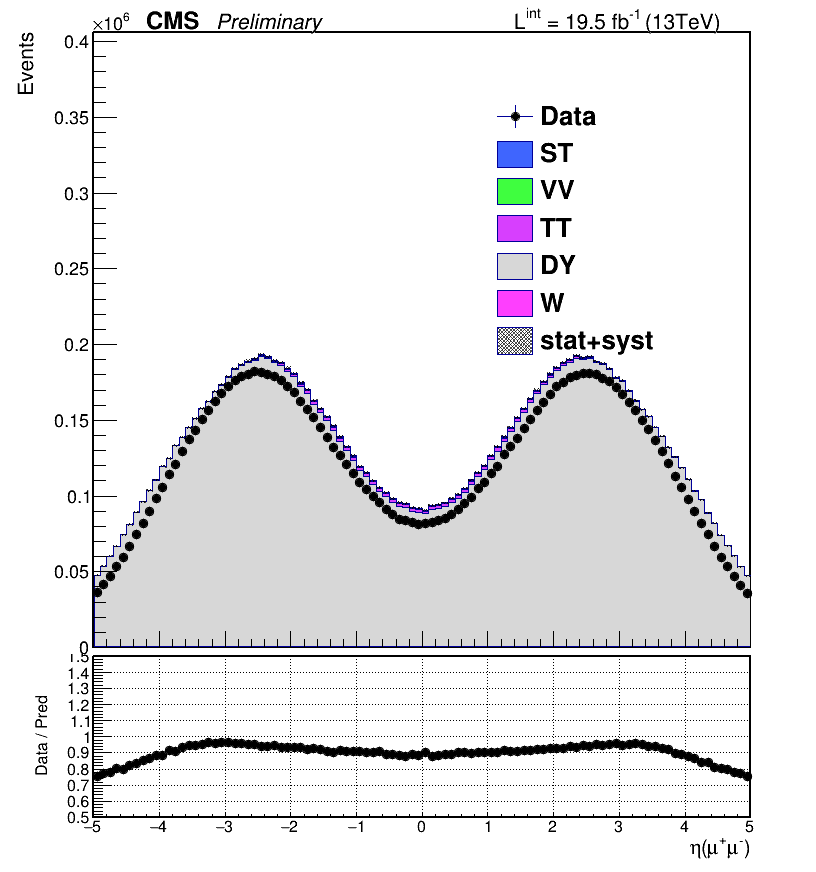 ×10⁶ CMS Preliminary L^int = 19.5 fb⁻¹ (13TeV)
Events
0.4
0.35
0.3
0.25
0.2
0.15
0.1
0.05
0
Data
ST
VV
TT
DY
W
stat+syst
Data / Pred
1.5
1.4
1.3
1.2
1.1
1
0.9
0.8
0.7
0.6
0.5
−5 −4 −3 −2 −1 0 1 2 3 4 5
η(μ⁺μ⁻)